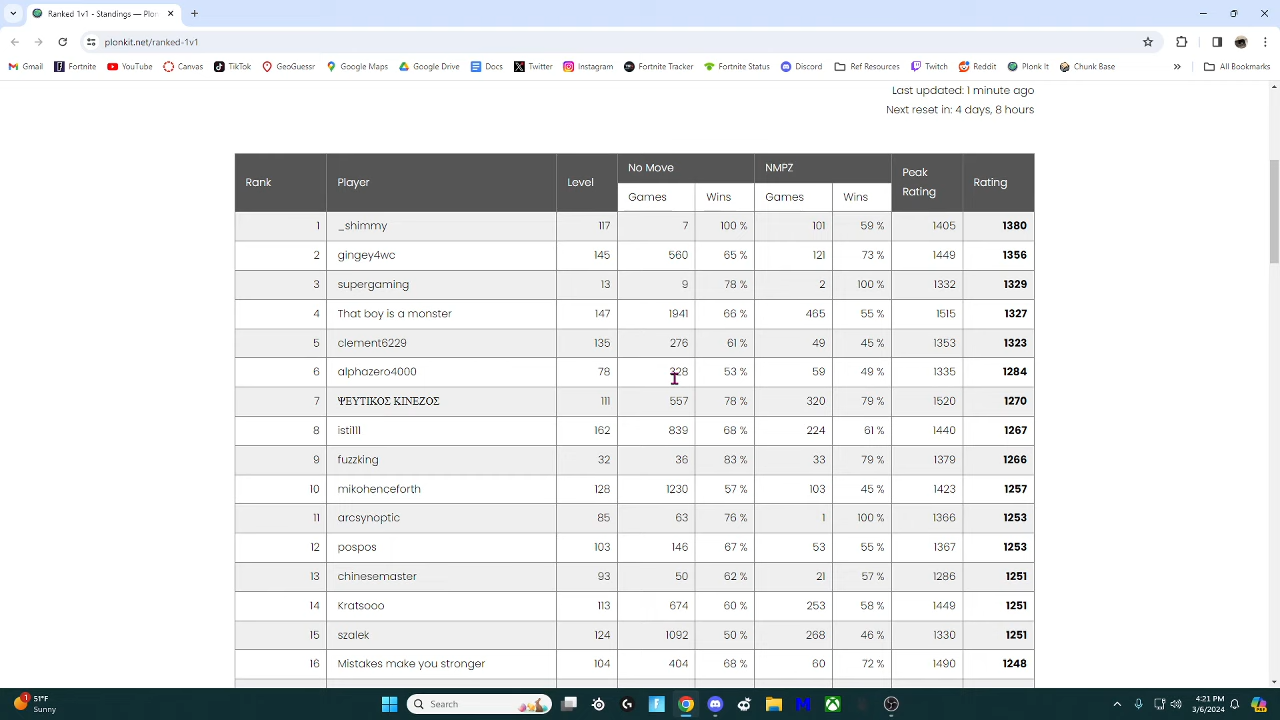 Ranked 1v1 - Standings — Plon
plonkit.net/ranked-1v1
Gmail Fortnite YouTube Canvas TikTok GeoGuessr Google Maps Google Drive Docs Twitter Instagram Fortnite Tracker Fortnite Status Discord Ref Resources Twitch Reddit Plonk It Chunk Base » All Bookmarks
Last updated: 1 minute ago
Next reset in: 4 days, 8 hours
Rank Player Level No Move NMPZ Peak Rating Rating
Games Wins Games Wins
1 _shimmy 117 7 100 % 101 59 % 1405 1380
2 gingey4wc 145 560 65 % 121 73 % 1449 1356
3 supergaming 13 9 78 % 2 100 % 1332 1329
4 That boy is a monster 147 1941 66 % 465 55 % 1515 1327
5 clement6229 135 276 61 % 49 45 % 1353 1323
6 alphazero4000 78 328 53 % 59 49 % 1335 1284
7 ΨΕΥΤΙΚΟΣ ΚΙΝΕΖΟΣ 111 557 78 % 320 79 % 1520 1270
8 isti111 162 839 68 % 224 61 % 1440 1267
9 fuzzking 32 36 83 % 33 79 % 1379 1266
10 mikohenceforth 128 1230 57 % 103 45 % 1423 1257
11 arcsynoptic 85 63 76 % 1 100 % 1366 1253
12 pospos 103 146 67 % 53 55 % 1367 1253
13 chinesemaster 93 50 62 % 21 57 % 1286 1251
14 Kratsooo 113 674 60 % 253 58 % 1449 1251
15 szalek 124 1092 50 % 268 46 % 1330 1251
16 Mistakes make you stronger 104 404 68 % 60 72 % 1490 1248
1 51°F Search 4:21 PM
Sunny 3/6/2024